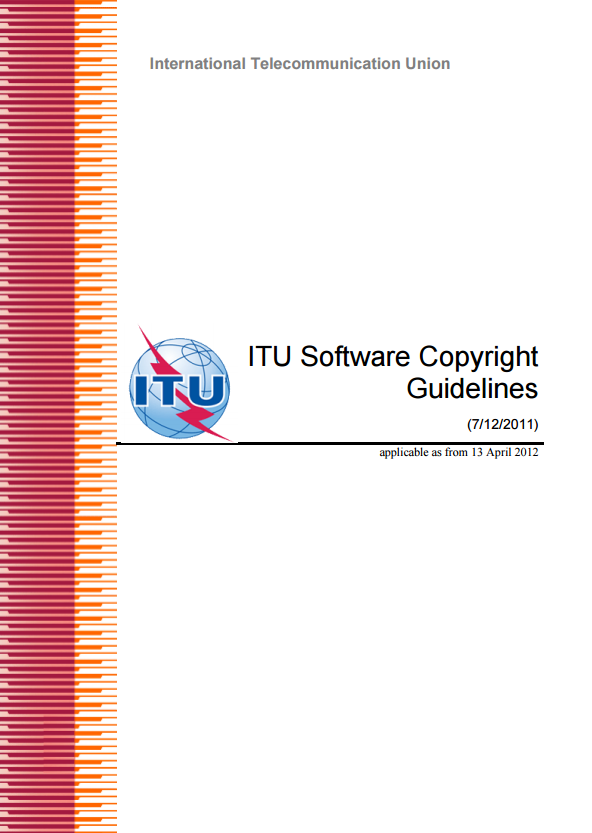 International Telecommunication Union
ITU
ITU Software Copyright
Guidelines
(7/12/2011)
applicable as from 13 April 2012